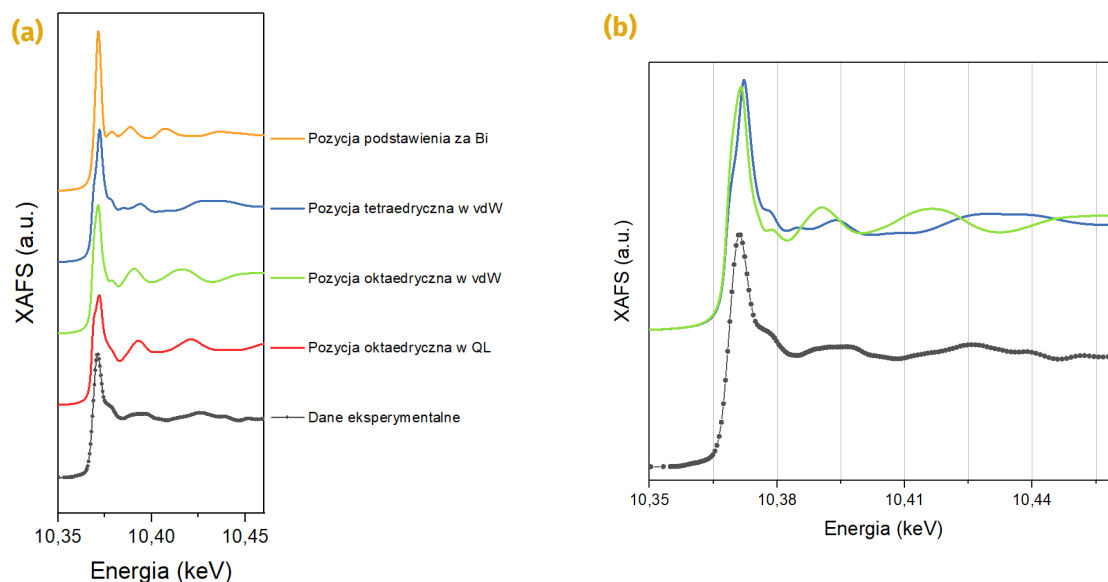 (a)
XAFS (a.u.)
Pozycja podstawienia za Bi
Pozycja tetraedryczna w vdW
Pozycja oktaedryczna w vdW
Pozycja oktaedryczna w QL
Dane eksperymentalne
10,35 10,40 10,45
Energia (keV)
(b)
XAFS (a.u.)
10,35 10,38 10,41 10,44
Energia (keV)